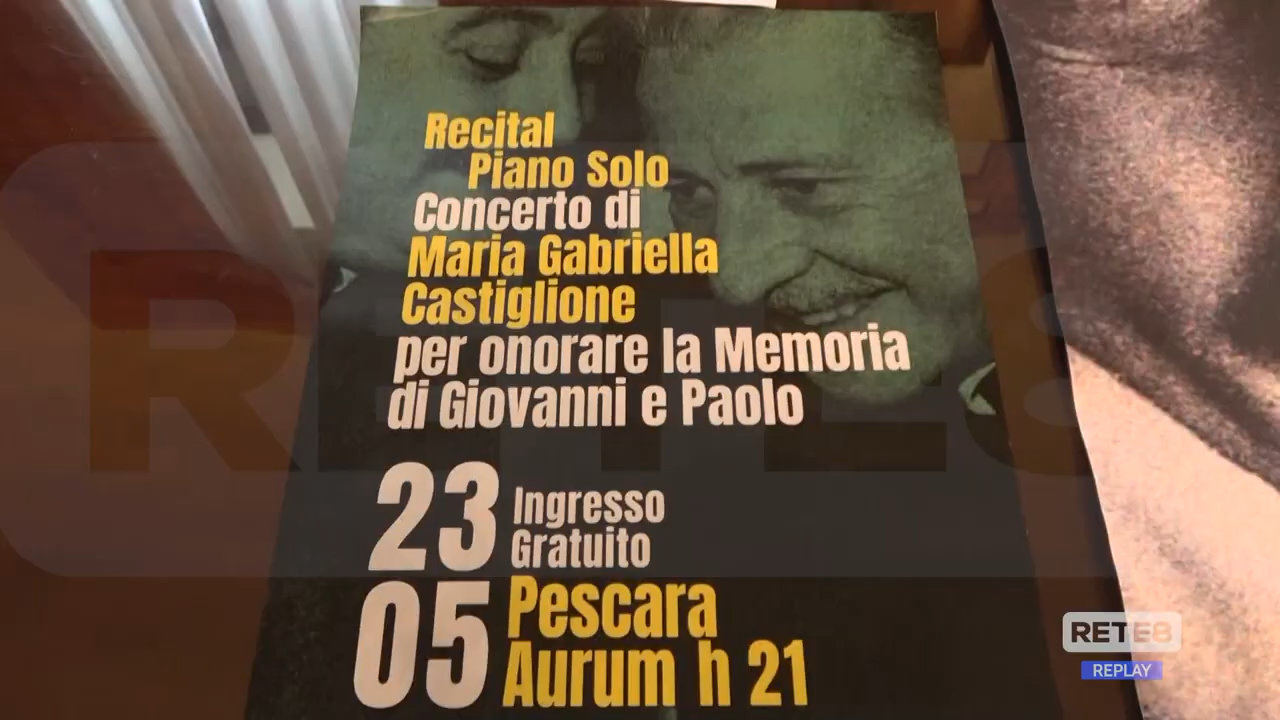 Recital
Piano Solo
Concerto di
Maria Gabriella
Castiglione
per onorare la Memoria
di Giovanni e Paolo
23
Ingresso
Gratuito
05
Pescara
Aurum h 21
RETE8
RETE8
REPLAY